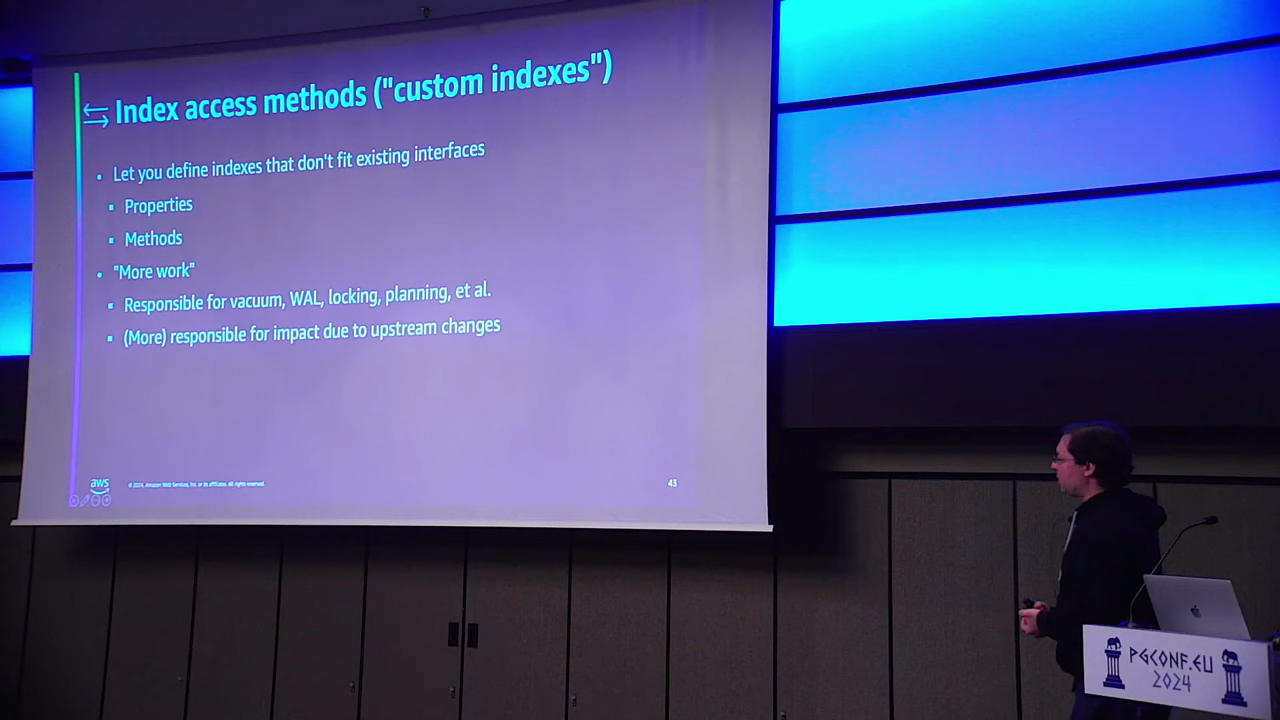 Index access methods ("custom indexes")
• Let you define indexes that don't fit existing interfaces
▪ Properties
▪ Methods
• "More work"
▪ Responsible for vacuum, WAL, locking, planning, et al.
▪ (More) responsible for impact due to upstream changes
aws
© 2024, Amazon Web Services, Inc. or its affiliates. All rights reserved.
43
PGCONF.EU
2024